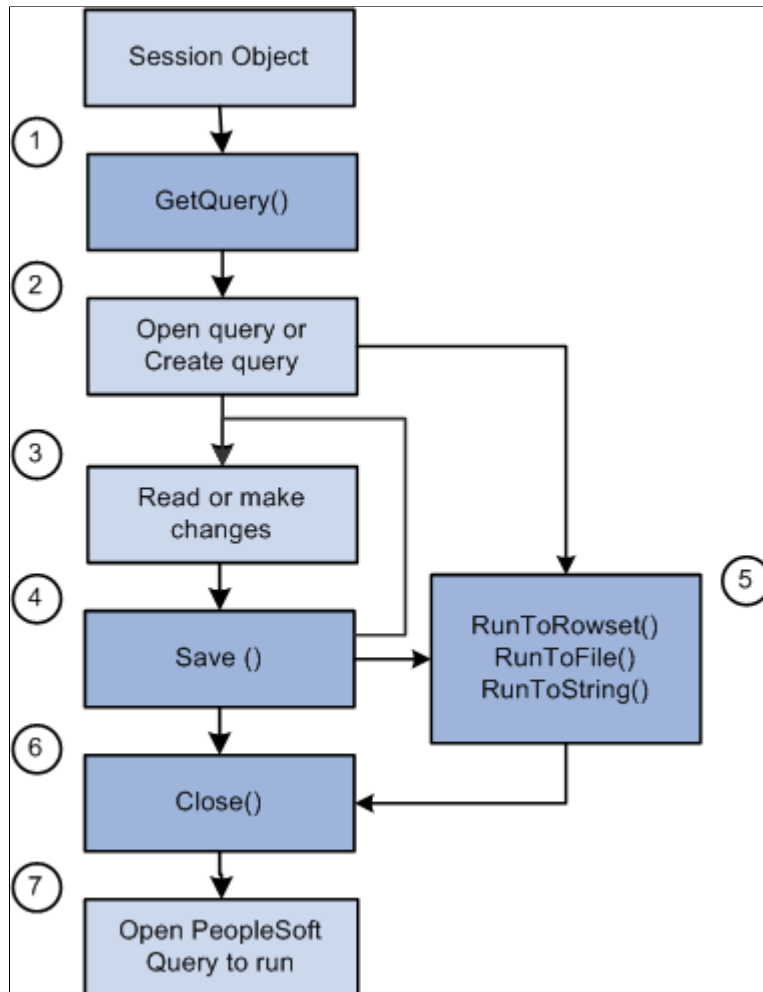 Session Object
1
GetQuery()
2
Open query or
Create query
3
Read or make
changes
4
Save ()
5
RunToRowset()
RunToFile()
RunToString()
6
Close()
7
Open PeopleSoft
Query to run